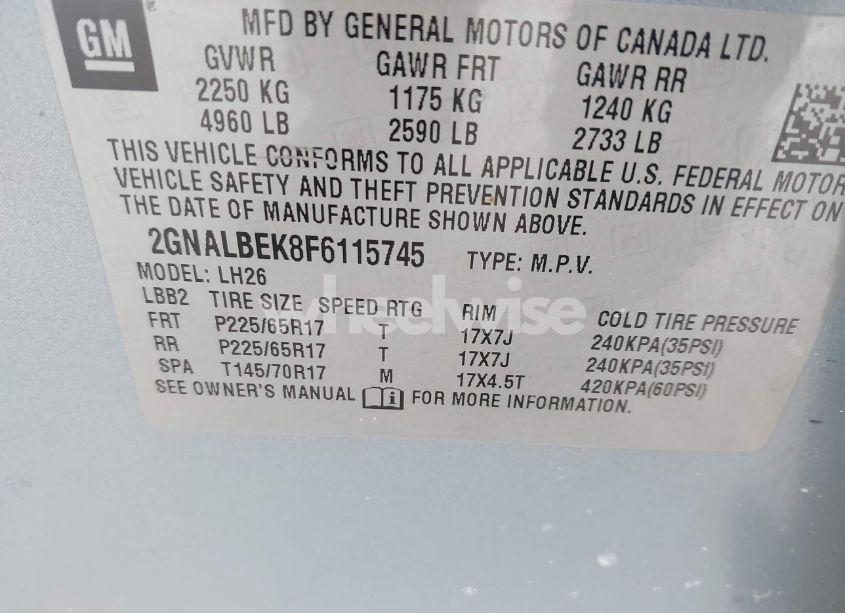 GM
®
MFD BY GENERAL MOTORS OF CANADA LTD.
GVWR GAWR FRT GAWR RR
2250 KG 1175 KG 1240 KG
4960 LB 2590 LB 2733 LB
THIS VEHICLE CONFORMS TO ALL APPLICABLE U.S. FEDERAL MOTOR
VEHICLE SAFETY AND THEFT PREVENTION STANDARDS IN EFFECT ON
THE DATE OF MANUFACTURE SHOWN ABOVE.
2GNALBEK8F6115745 TYPE: M.P.V.
MODEL: LH26
LBB2 TIRE SIZE SPEED RTG RIM COLD TIRE PRESSURE
FRT P225/65R17 T 17X7J 240KPA(35PSI)
RR P225/65R17 T 17X7J 240KPA(35PSI)
SPA T145/70R17 M 17X4.5T 420KPA(60PSI)
SEE OWNER'S MANUAL i FOR MORE INFORMATION.
wheelwise